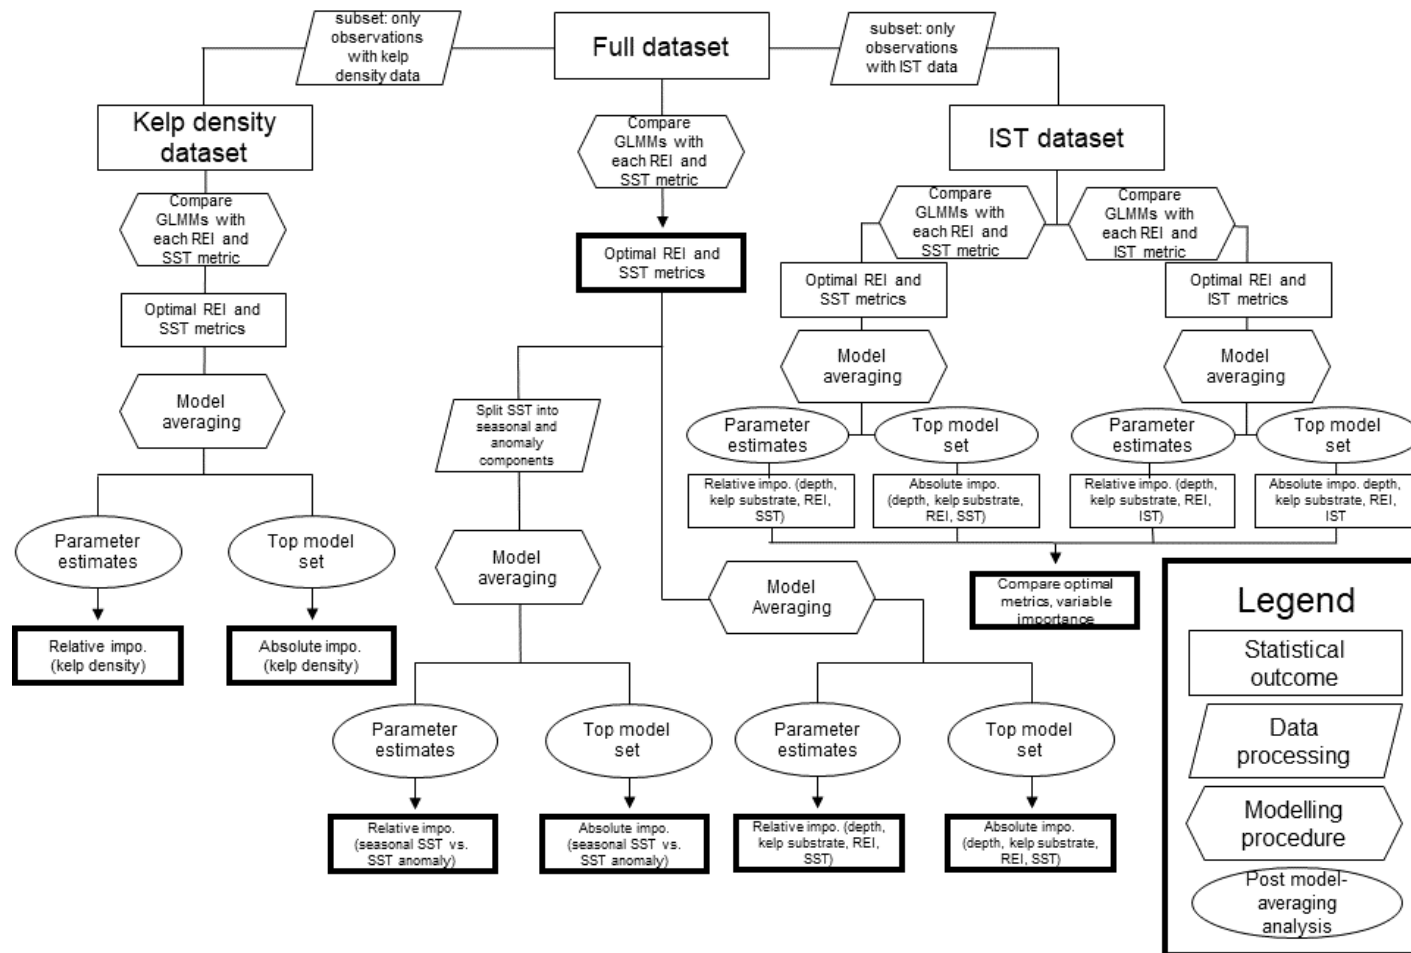 subset: only
observations
with kelp
density data
Full dataset
subset: only
observations
with IST data
Kelp density
dataset
Compare
GLMMs with
each REI and
SST metric
IST dataset
Compare
GLMMs with
each REI and
SST metric
Compare
GLMMs with
each REI and
SST metric
Compare
GLMMs with
each REI and
IST metric
Optimal REI and
SST metrics
Optimal REI and
SST metrics
Optimal REI and
SST metrics
Optimal REI and
IST metrics
Model
averaging
Model
averaging
Model
averaging
Split SST into
seasonal and
anomaly
components
Parameter
estimates
Top model
set
Parameter
estimates
Top model
set
Relative impo. (depth,
kelp substrate, REI,
SST)
Absolute impo.
(depth, kelp substrate,
REI, SST)
Relative impo. (depth,
kelp substrate, REI,
IST)
Absolute impo. depth,
kelp substrate, REI,
IST
Parameter
estimates
Top model
set
Model
averaging
Model
Averaging
Compare optimal
metrics, variable
importance
Relative impo.
(kelp density)
Absolute impo.
(kelp density)
Parameter
estimates
Top model
set
Parameter
estimates
Top model
set
Relative impo.
(seasonal SST vs.
SST anomaly)
Absolute impo.
(seasonal SST vs.
SST anomaly)
Relative impo. (depth,
kelp substrate, REI,
SST)
Absolute impo.
(depth, kelp substrate,
REI, SST)
Legend
Statistical
outcome
Data
processing
Modelling
procedure
Post model-
averaging
analysis